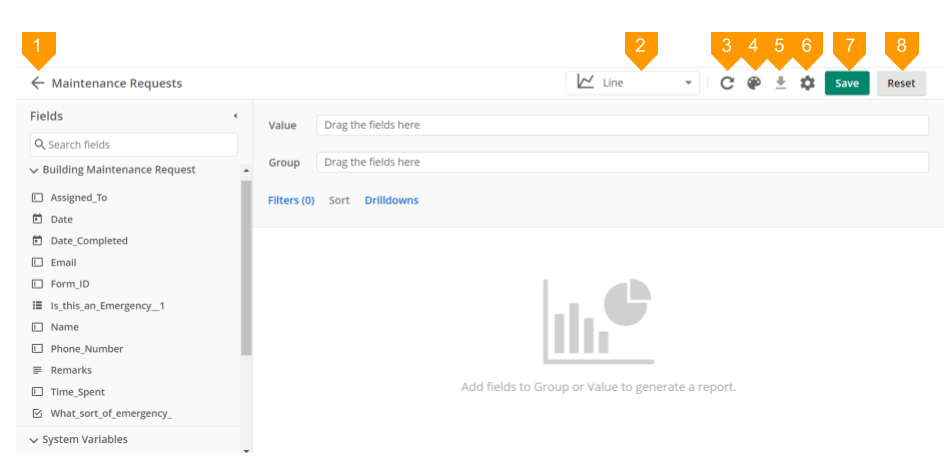 1 2 3 4 5 6 7 8
Maintenance Requests
Line
Save
Reset
Fields
Search fields
Building Maintenance Request
Assigned_To
Date
Date_Completed
Email
Form_ID
Is_this_an_Emergency__1
Name
Phone_Number
Remarks
Time_Spent
What_sort_of_emergency_
System Variables
Value Drag the fields here
Group Drag the fields here
Filters (0) Sort Drilldowns
Add fields to Group or Value to generate a report.